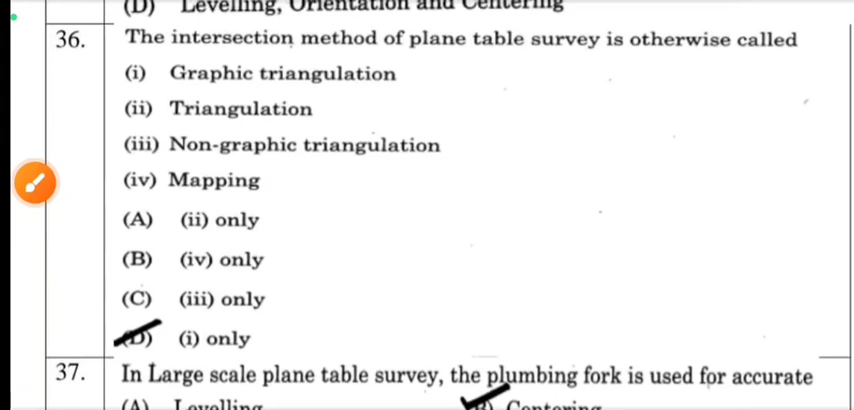 (D) Levelling, Orientation and Centering
36. The intersection method of plane table survey is otherwise called
(i) Graphic triangulation
(ii) Triangulation
(iii) Non-graphic triangulation
(iv) Mapping
(A) (ii) only
(B) (iv) only
(C) (iii) only
(D) (i) only
37. In Large scale plane table survey, the plumbing fork is used for accurate
(A) Levelling (B) Centering